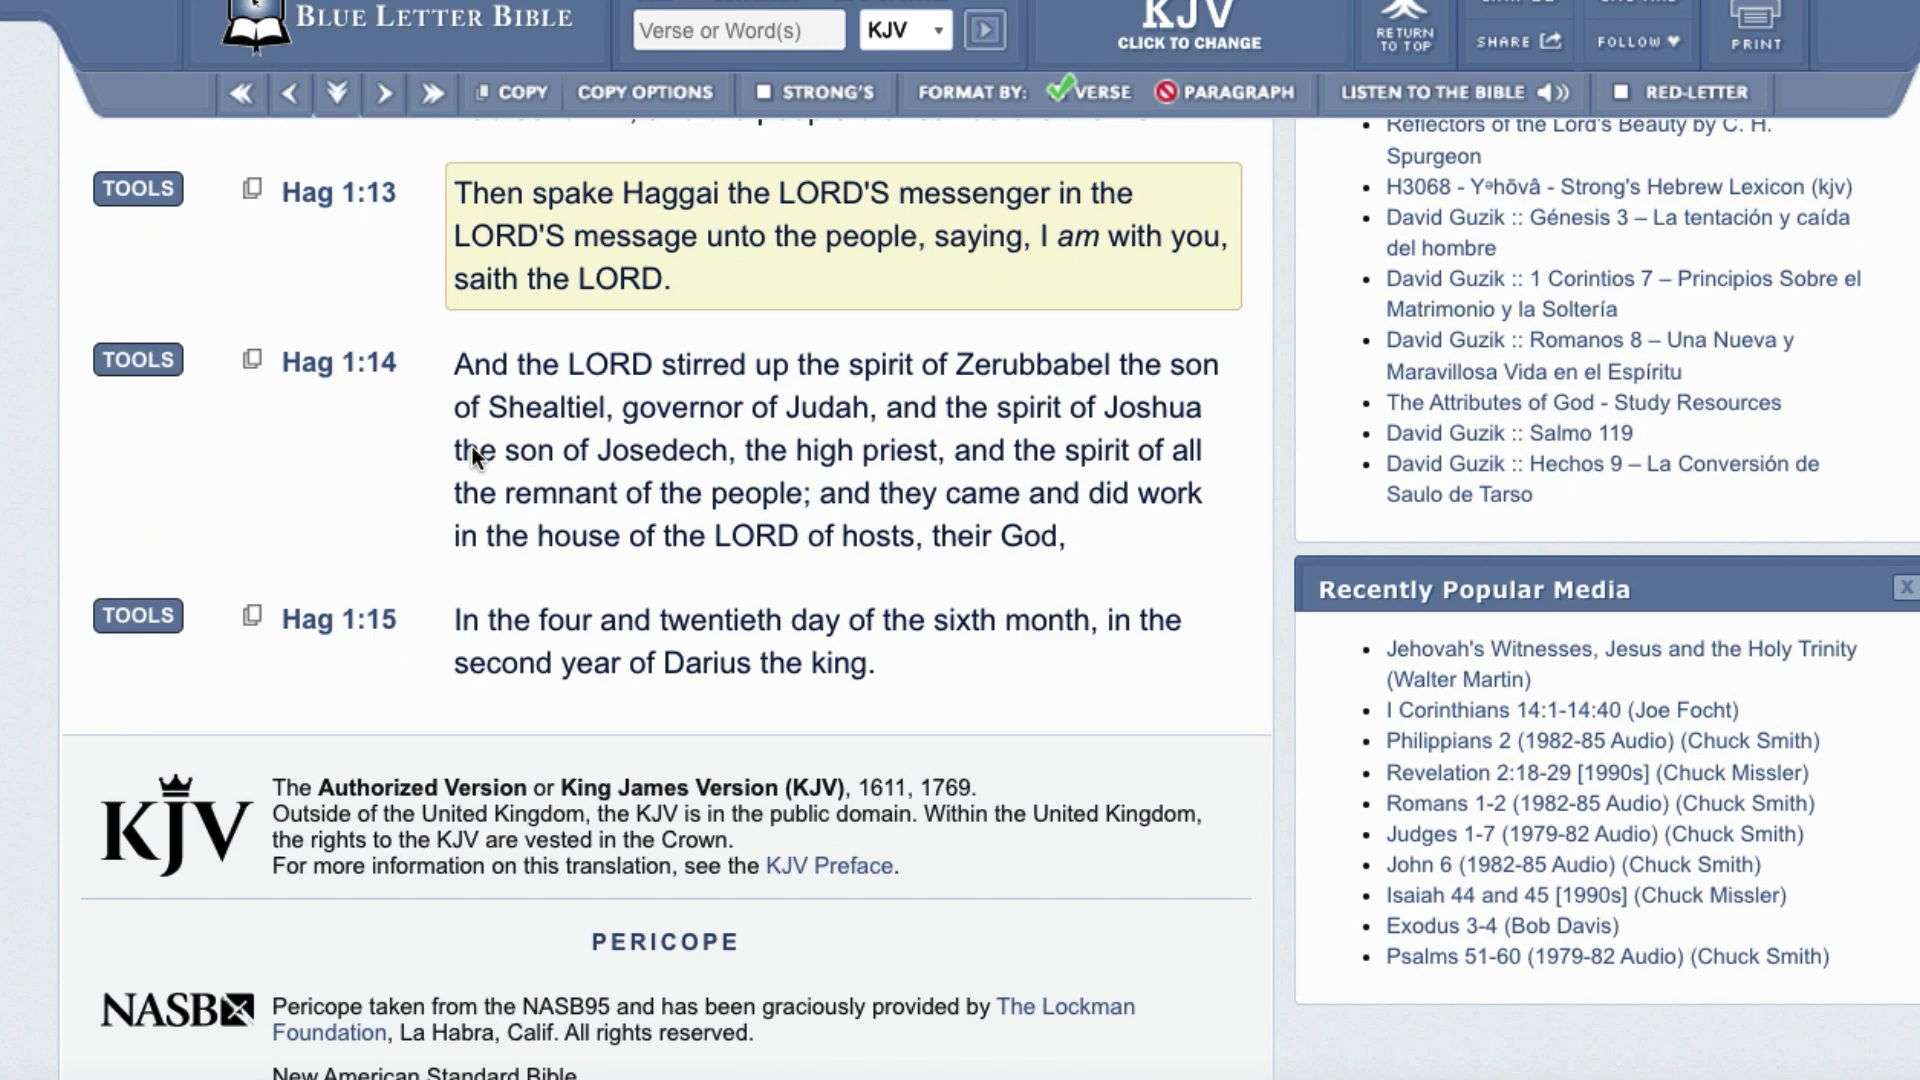 BLUE LETTER BIBLE
Verse or Word(s)
KJV
KJV
CLICK TO CHANGE
RETURN
TO TOP
SHARE
FOLLOW
PRINT
COPY
COPY OPTIONS
STRONG'S
FORMAT BY:
VERSE
PARAGRAPH
LISTEN TO THE BIBLE
RED-LETTER
TOOLS
Hag 1:13
Then spake Haggai the LORD'S messenger in the
LORD'S message unto the people, saying, I am with you,
saith the LORD.
TOOLS
Hag 1:14
And the LORD stirred up the spirit of Zerubbabel the son
of Shealtiel, governor of Judah, and the spirit of Joshua
the son of Josedech, the high priest, and the spirit of all
the remnant of the people; and they came and did work
in the house of the LORD of hosts, their God,
TOOLS
Hag 1:15
In the four and twentieth day of the sixth month, in the
second year of Darius the king.
KJV
The Authorized Version or King James Version (KJV), 1611, 1769.
Outside of the United Kingdom, the KJV is in the public domain. Within the United Kingdom,
the rights to the KJV are vested in the Crown.
For more information on this translation, see the KJV Preface.
PERICOPE
NASB
Pericope taken from the NASB95 and has been graciously provided by The Lockman
Foundation, La Habra, Calif. All rights reserved.
New American Standard Bible
Reflectors of the Lord's Beauty by C. H.
Spurgeon
H3068 - Yᵊhōvâ - Strong's Hebrew Lexicon (kjv)
David Guzik :: Génesis 3 – La tentación y caída
del hombre
David Guzik :: 1 Corintios 7 – Principios Sobre el
Matrimonio y la Soltería
David Guzik :: Romanos 8 – Una Nueva y
Maravillosa Vida en el Espíritu
The Attributes of God - Study Resources
David Guzik :: Salmo 119
David Guzik :: Hechos 9 – La Conversión de
Saulo de Tarso
Recently Popular Media
X
Jehovah's Witnesses, Jesus and the Holy Trinity
(Walter Martin)
I Corinthians 14:1-14:40 (Joe Focht)
Philippians 2 (1982-85 Audio) (Chuck Smith)
Revelation 2:18-29 [1990s] (Chuck Missler)
Romans 1-2 (1982-85 Audio) (Chuck Smith)
Judges 1-7 (1979-82 Audio) (Chuck Smith)
John 6 (1982-85 Audio) (Chuck Smith)
Isaiah 44 and 45 [1990s] (Chuck Missler)
Exodus 3-4 (Bob Davis)
Psalms 51-60 (1979-82 Audio) (Chuck Smith)